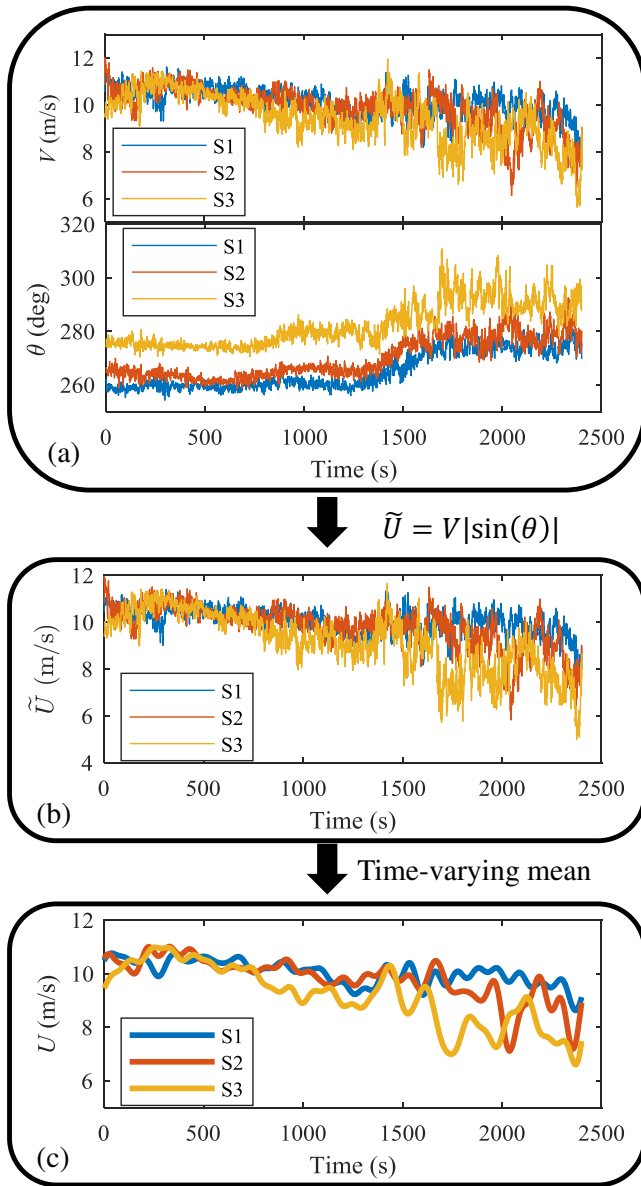 12
10
8
6
V (m/s)
S1
S2
S3
320
300
280
260
θ (deg)
S1
S2
S3
0 500 1000 1500 2000 2500
Time (s)
(a)
Ũ = V|sin(θ)|
12
10
8
6
4
Ũ (m/s)
S1
S2
S3
0 500 1000 1500 2000 2500
Time (s)
(b)
Time-varying mean
12
10
8
6
U (m/s)
S1
S2
S3
0 500 1000 1500 2000 2500
Time (s)
(c)